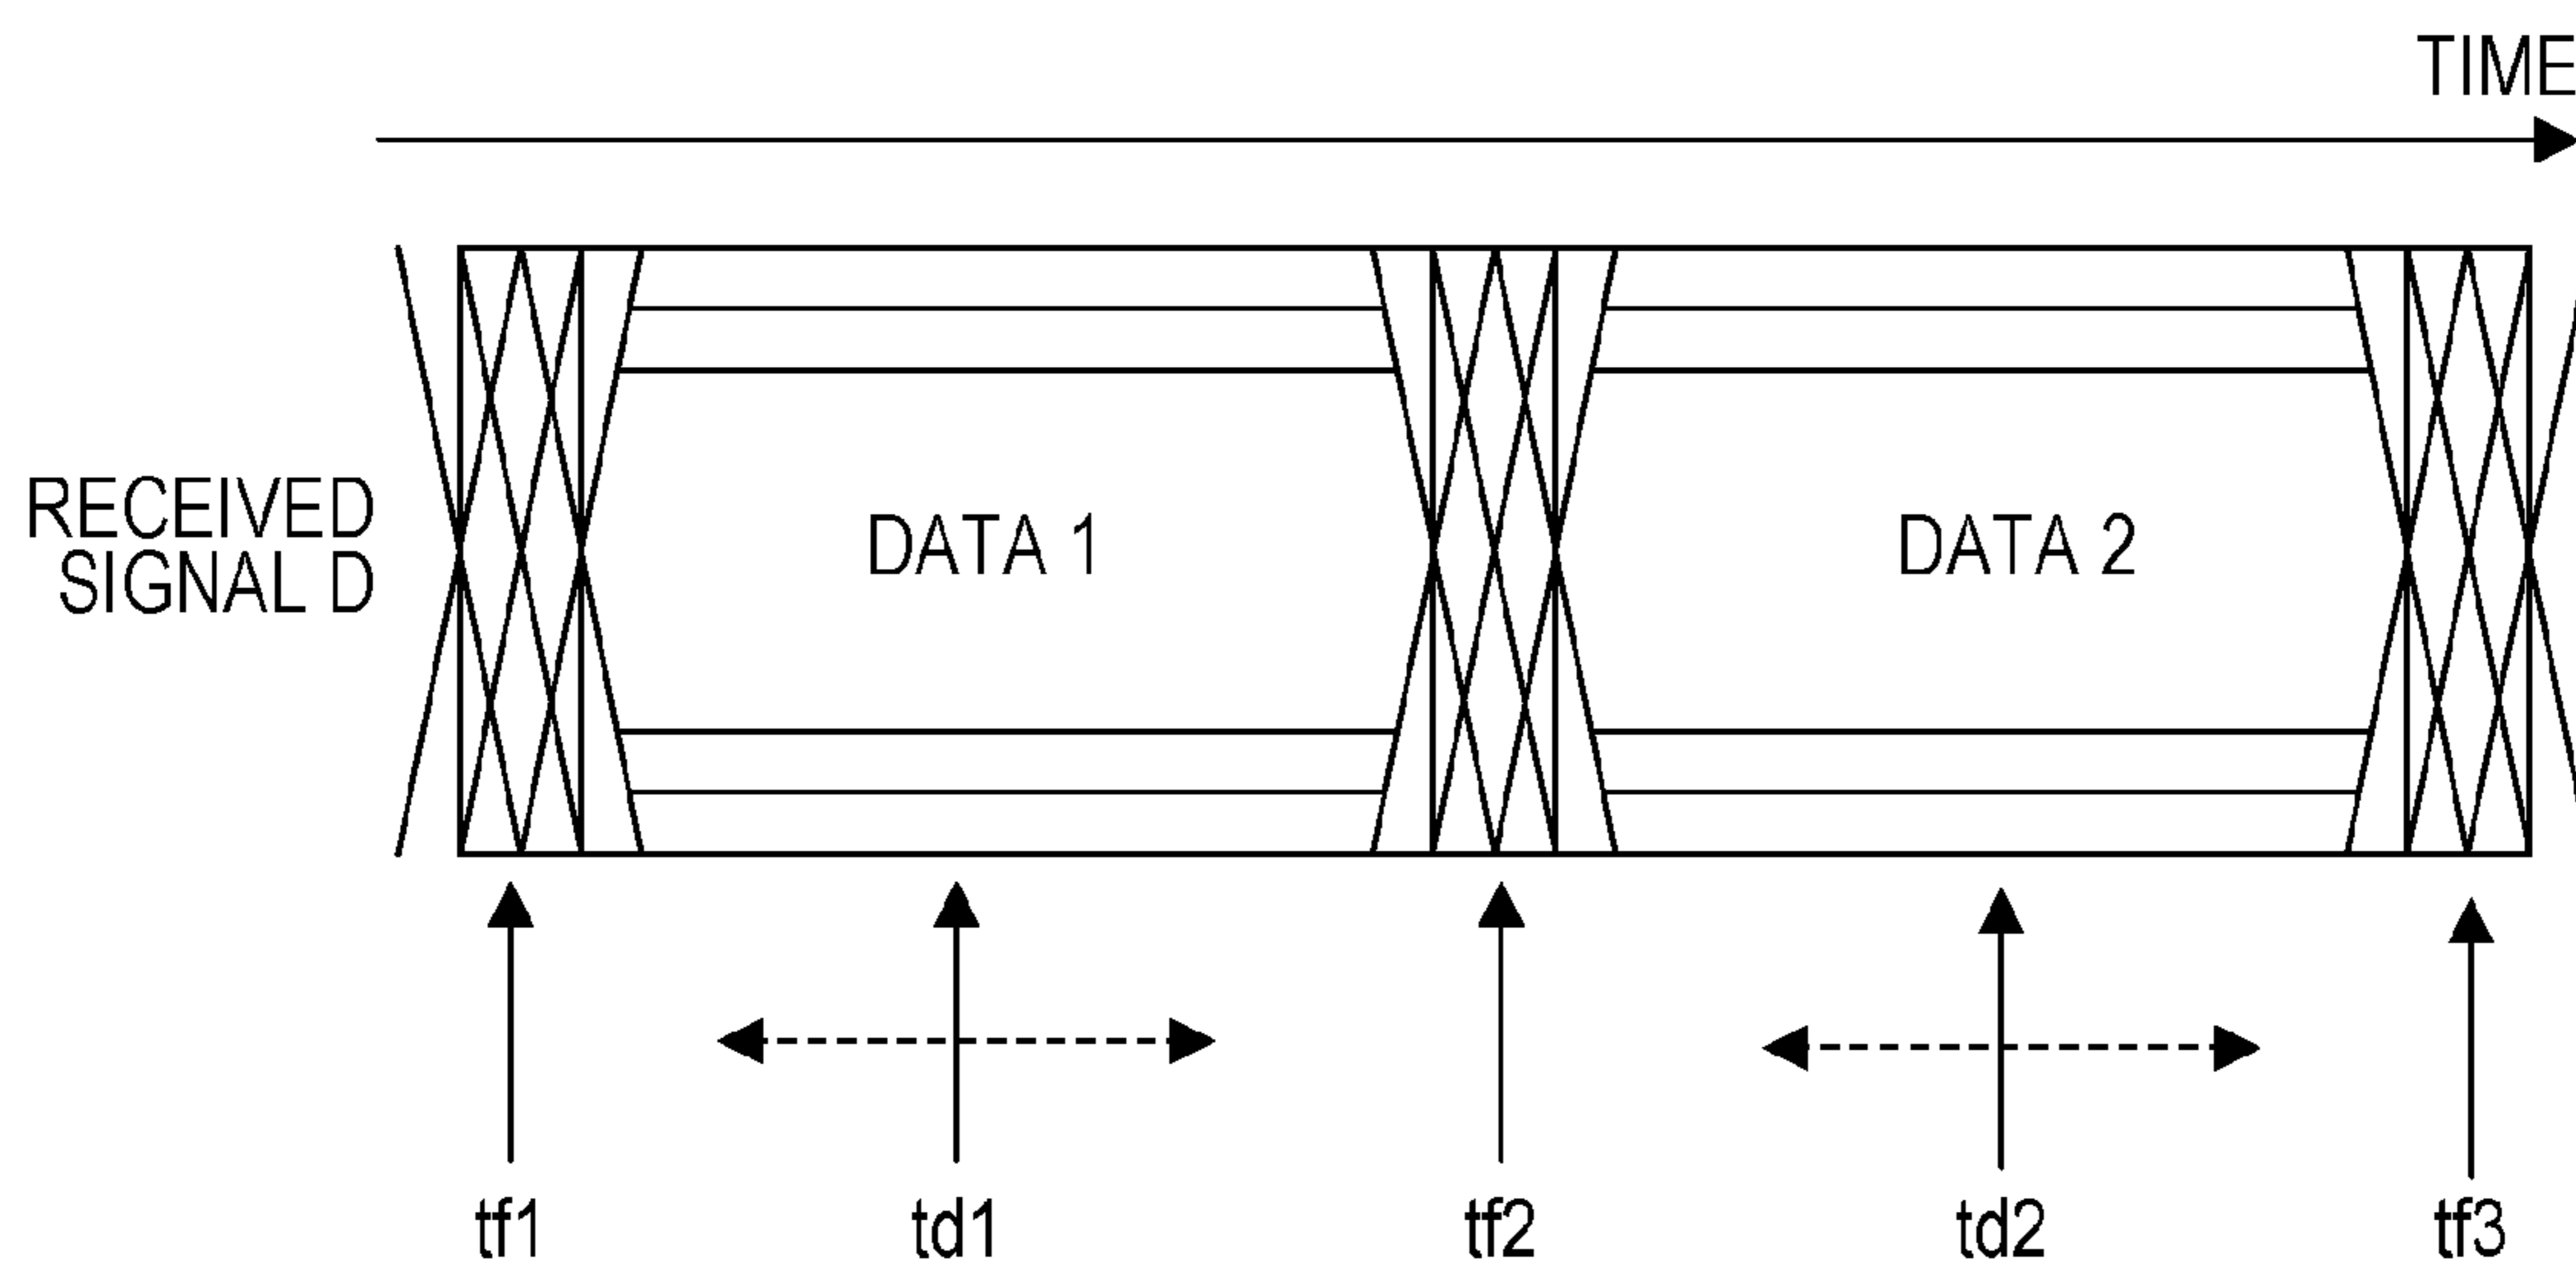 TIME
RECEIVED
SIGNAL D
DATA 1
DATA 2
tf1
td1
tf2
td2
tf3